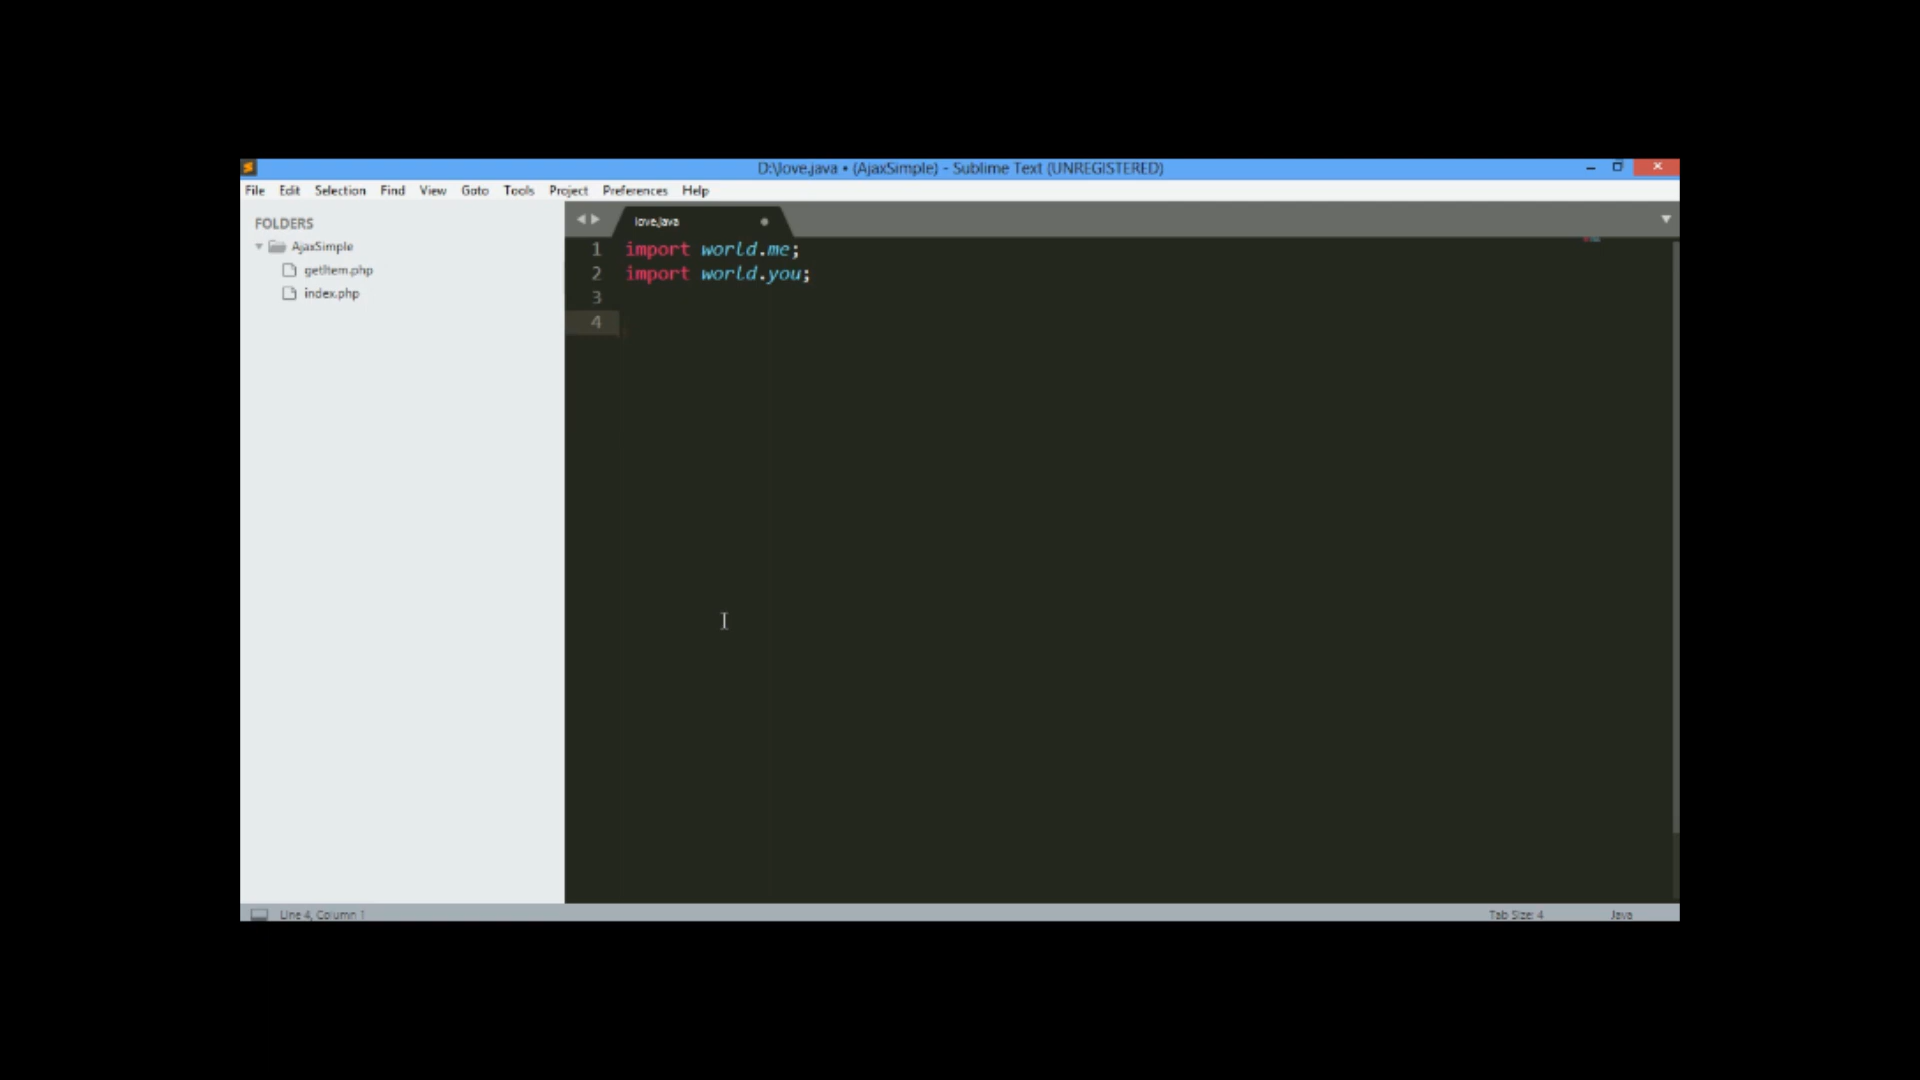 D:\love.java • (AjaxSimple) - Sublime Text (UNREGISTERED)
File Edit Selection Find View Goto Tools Project Preferences Help
FOLDERS
AjaxSimple
getItem.php
index.php
love.java
1 import world.me;
2 import world.you;
3
4
Line 4, Column 1
Tab Size: 4
Java